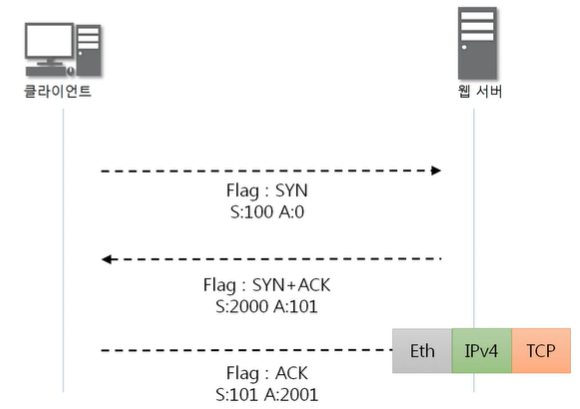 클라이언트
웹 서버
Flag : SYN
S:100 A:0
Flag : SYN+ACK
S:2000 A:101
Eth IPv4 TCP
Flag : ACK
S:101 A:2001